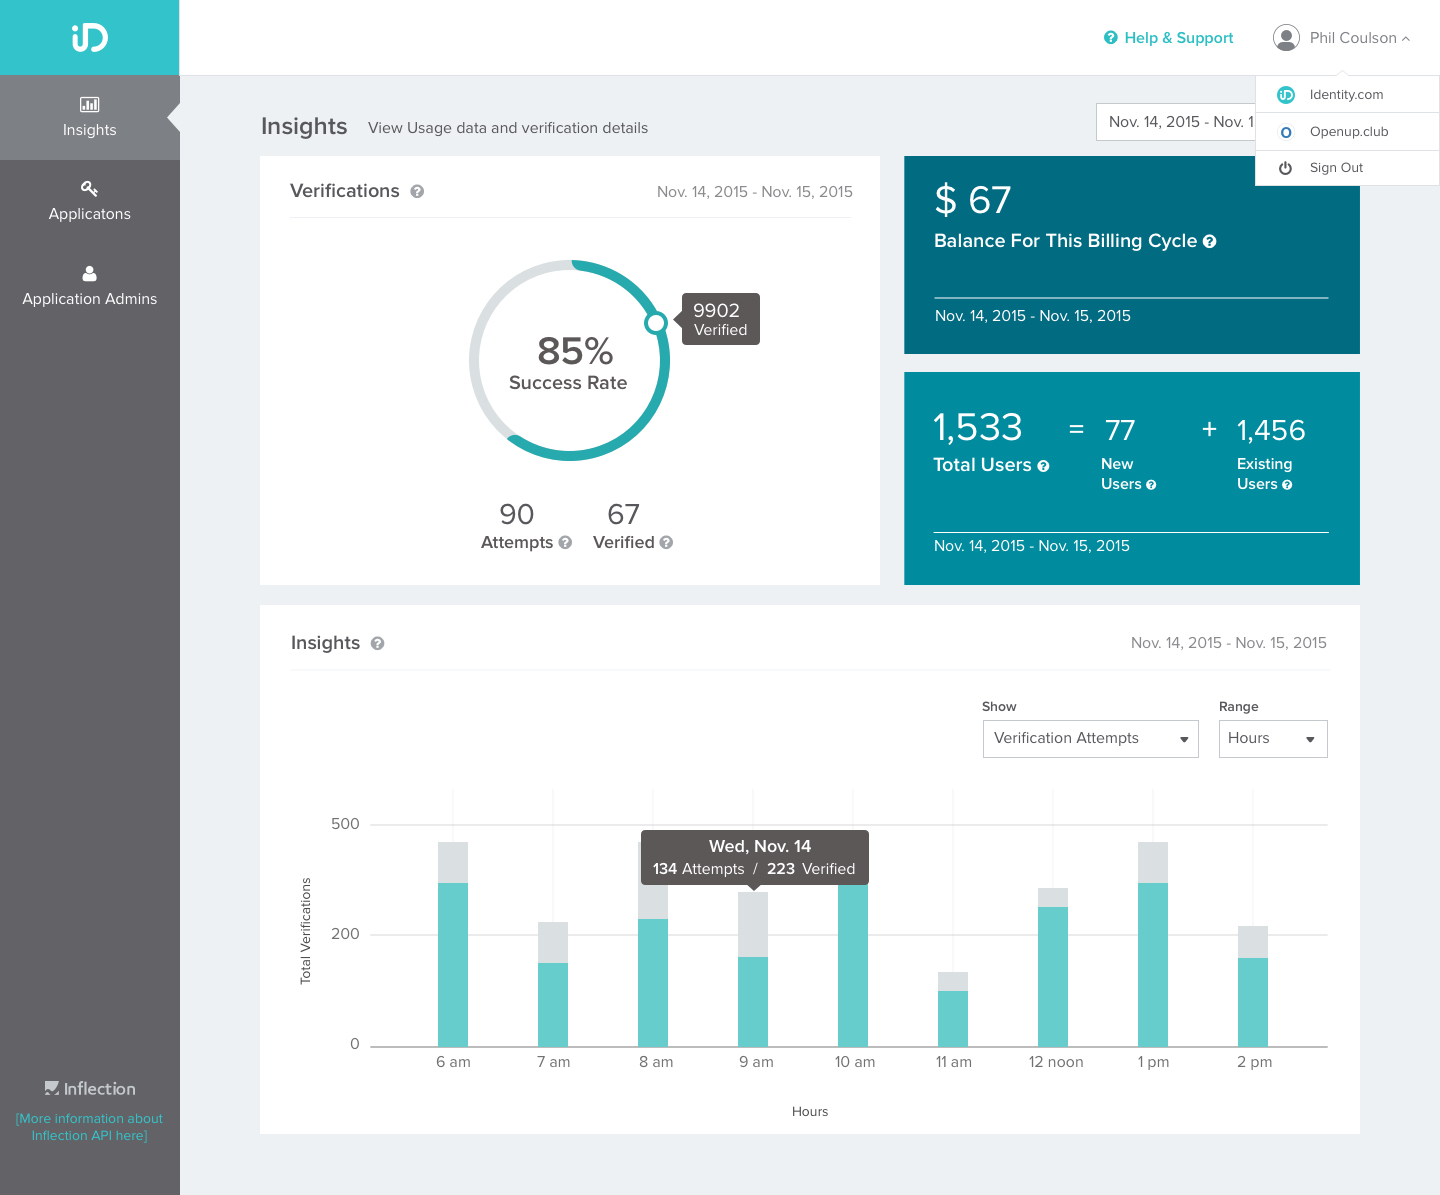 iD
Help & Support
Phil Coulson
Identity.com
Openup.club
Sign Out
Insights
Applicatons
Application Admins
Inflection
[More information about
Inflection API here]
Insights
View Usage data and verification details
Nov. 14, 2015 - Nov. 1
Verifications
Nov. 14, 2015 - Nov. 15, 2015
9902
Verified
85%
Success Rate
90
Attempts
67
Verified
$ 67
Balance For This Billing Cycle
Nov. 14, 2015 - Nov. 15, 2015
1,533 = 77 + 1,456
Total Users
New
Users
Existing
Users
Nov. 14, 2015 - Nov. 15, 2015
Insights
Nov. 14, 2015 - Nov. 15, 2015
Show
Verification Attempts
Range
Hours
500
200
0
Total Verifications
Wed, Nov. 14
134 Attempts / 223 Verified
6 am 7 am 8 am 9 am 10 am 11 am 12 noon 1 pm 2 pm
Hours